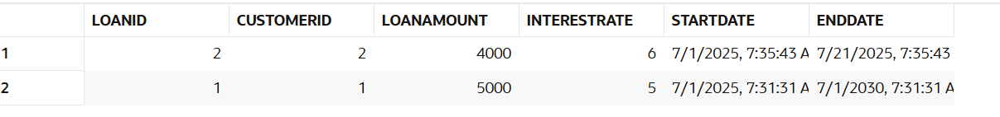 LOANID CUSTOMERID LOANAMOUNT INTERESTRATE STARTDATE ENDDATE
1 2 2 4000 6 7/1/2025, 7:35:43 A 7/21/2025, 7:35:43
2 1 1 5000 5 7/1/2025, 7:31:31 A 7/1/2030, 7:31:31 A